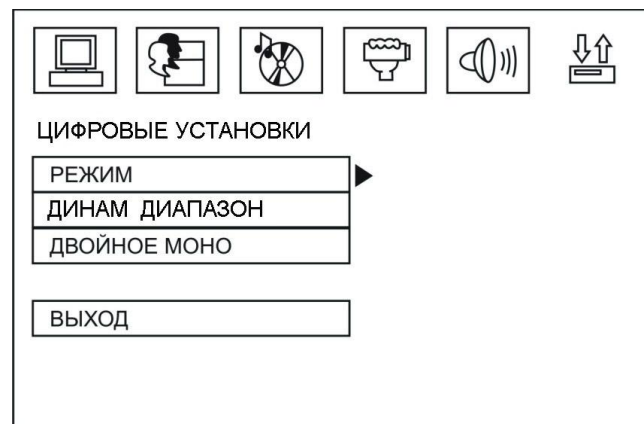 ЦИФРОВЫЕ УСТАНОВКИ
РЕЖИМ
ДИНАМ ДИАПАЗОН
ДВОЙНОЕ МОНО
ВЫХОД